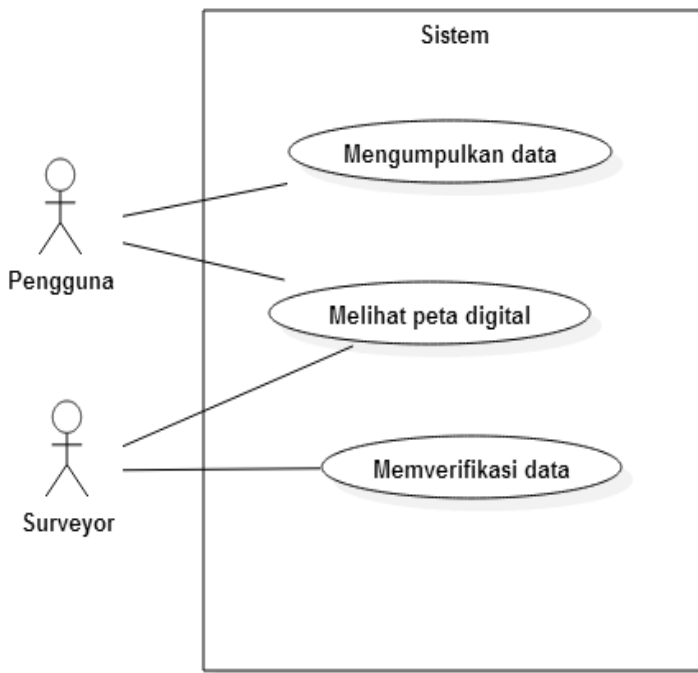 Sistem
Mengumpulkan data
Pengguna
Melihat peta digital
Memverifikasi data
Surveyor